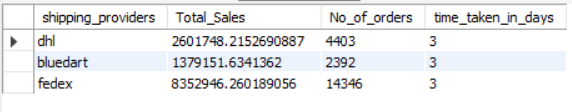 shipping_providers Total_Sales No_of_orders time_taken_in_days
dhl 2601748.2152690887 4403 3
bluedart 1379151.6341362 2392 3
fedex 8352946.260189056 14346 3